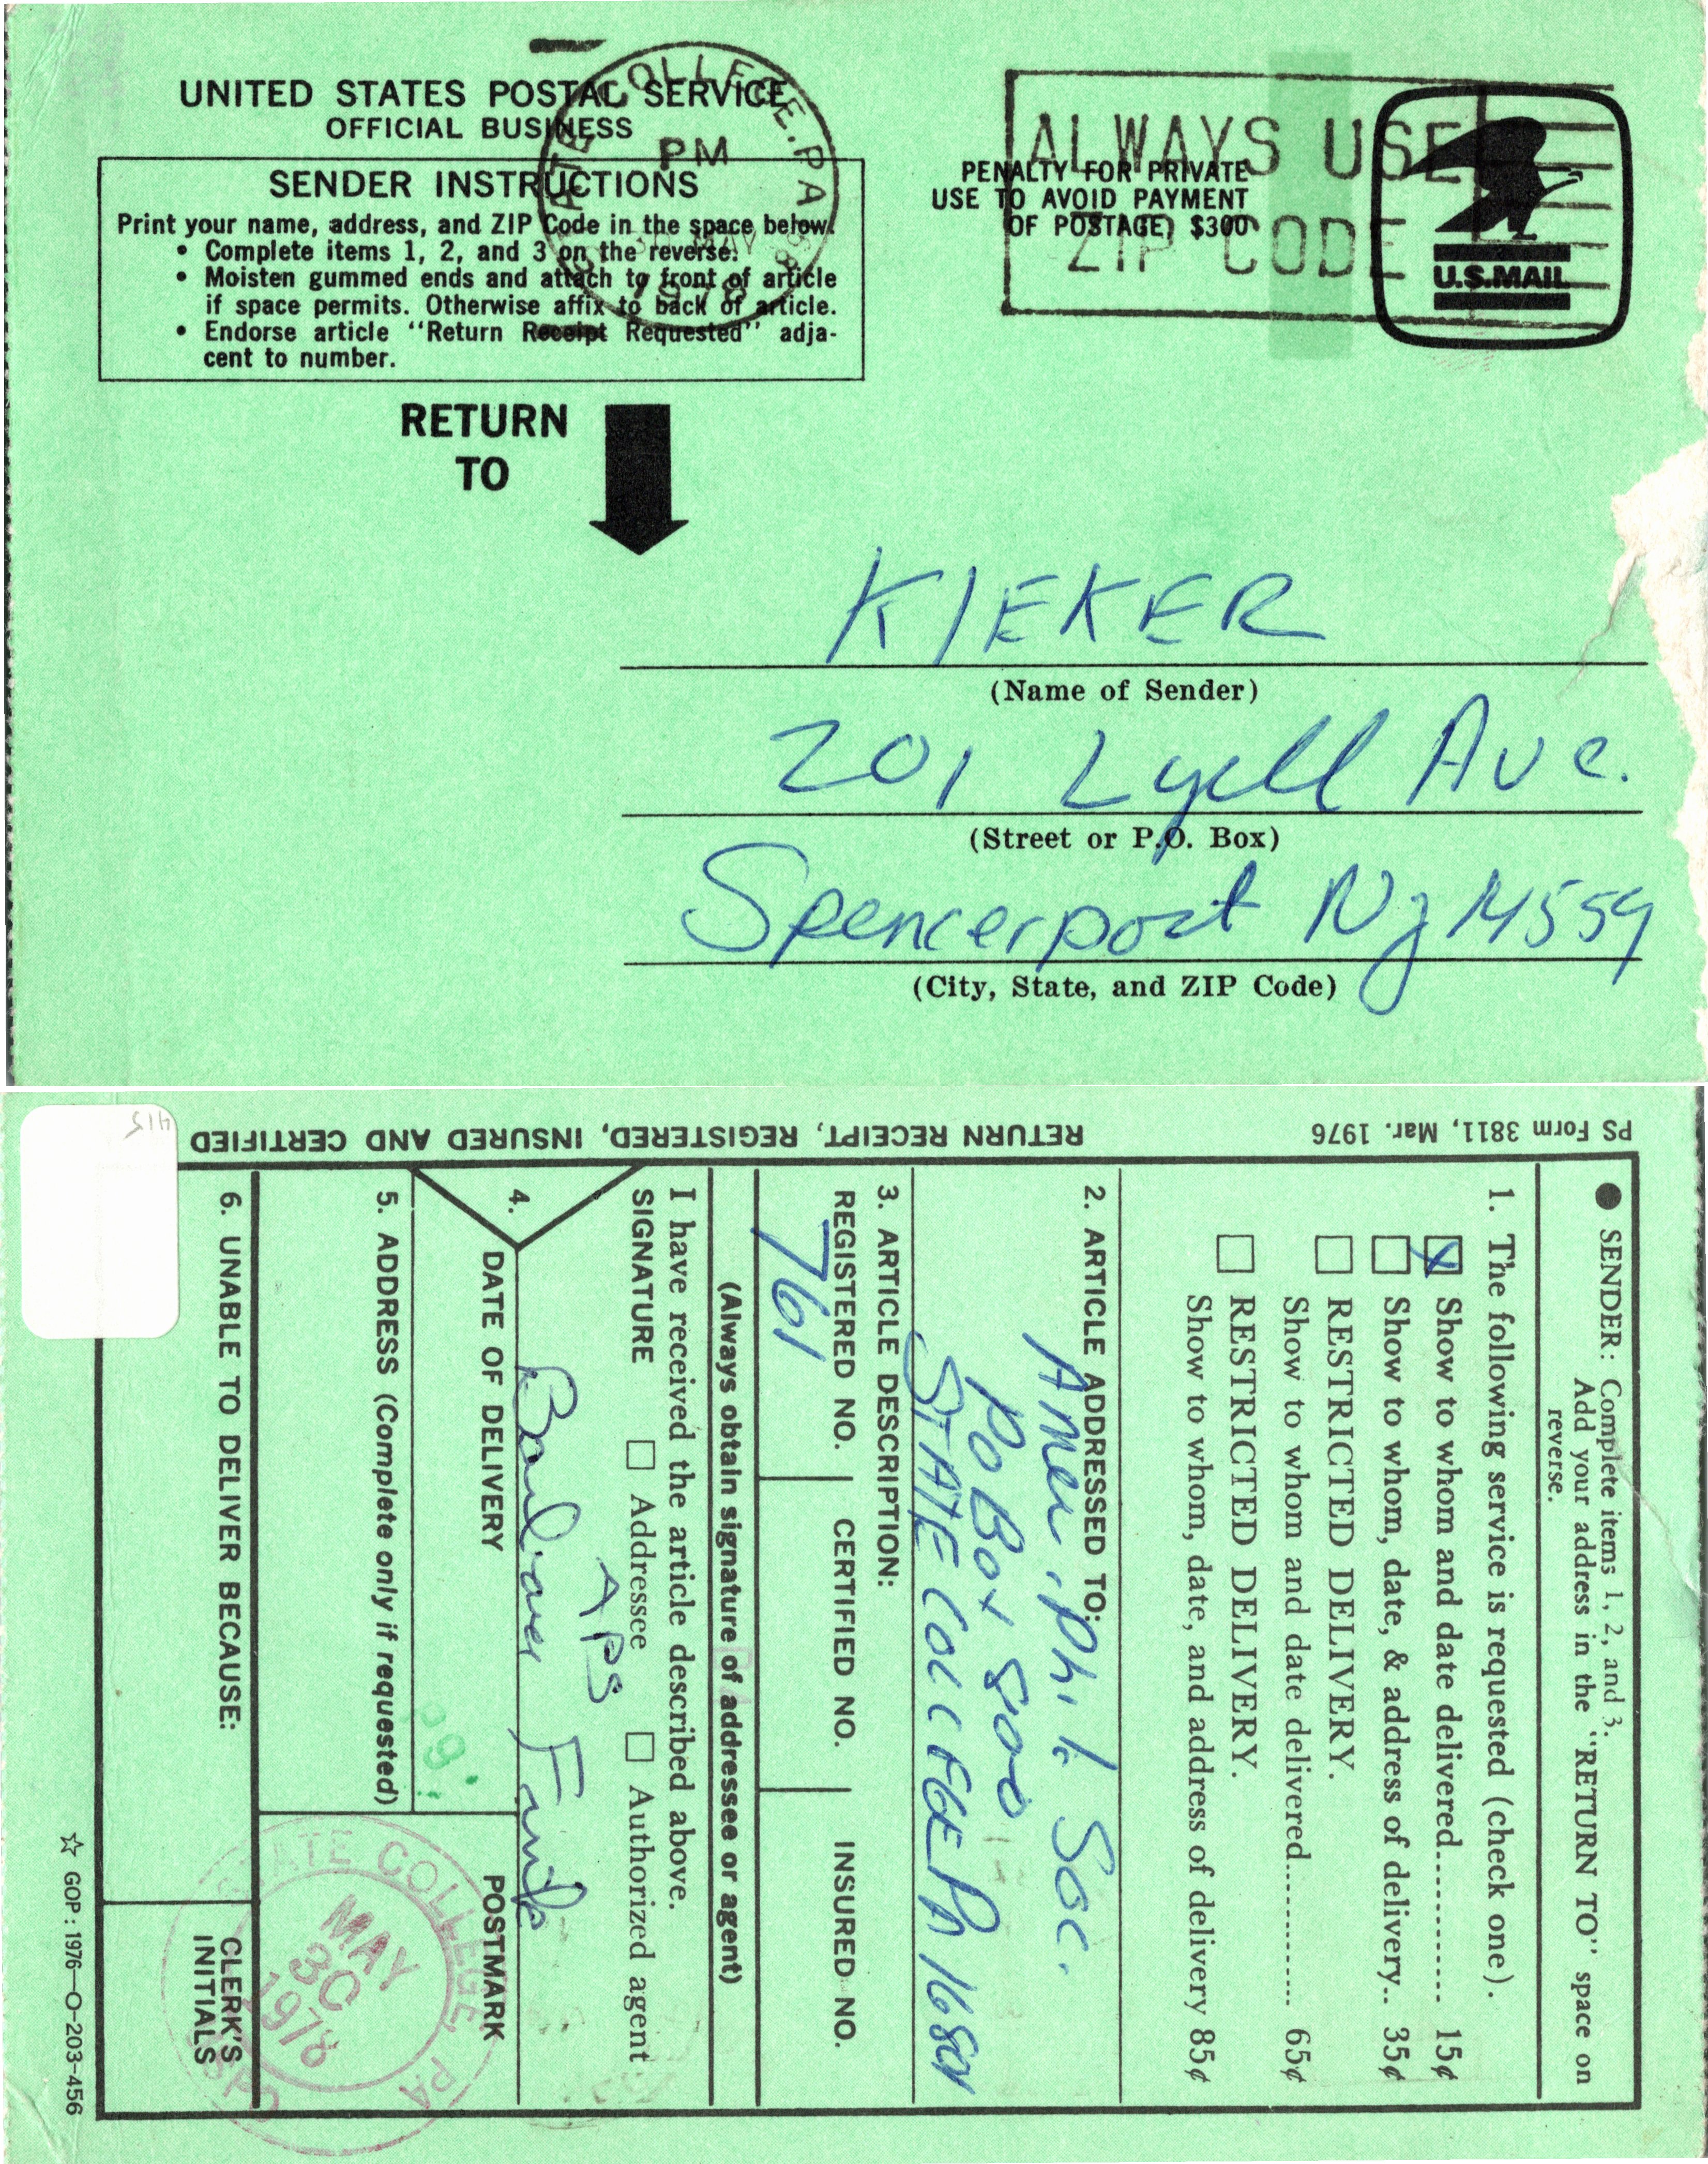 UNITED STATES POSTAL SERVICE
OFFICIAL BUSINESS
SENDER INSTRUCTIONS
Print your name, address, and ZIP Code in the space below.
• Complete items 1, 2, and 3 on the reverse.
• Moisten gummed ends and attach to front of article
if space permits. Otherwise affix to back of article.
• Endorse article "Return Receipt Requested" adja-
cent to number.
COLLEGE. PA
PM
1978
PENALTY FOR PRIVATE
USE TO AVOID PAYMENT
OF POSTAGE, $300
ALWAYS USE
ZIP CODE
U.S.MAIL
RETURN
TO
KIEKER
(Name of Sender)
201 Lyell Ave.
(Street or P.O. Box)
Spencerport Ny 14559
(City, State, and ZIP Code)
PS Form 3811, Mar. 1976
RETURN RECEIPT, REGISTERED, INSURED AND CERTIFIED
● SENDER: Complete items 1, 2, and 3.
Add your address in the "RETURN TO" space on
reverse.
1. The following service is requested (check one).
☒ Show to whom and date delivered........... 15¢
☐ Show to whom, date, & address of delivery.. 35¢
☐ RESTRICTED DELIVERY.
Show to whom and date delivered............ 65¢
☐ RESTRICTED DELIVERY.
Show to whom, date, and address of delivery 85¢
2. ARTICLE ADDRESSED TO:
Amer. Phil. Soc.
PO Box 800
STATE COLLEGE PA 16801
3. ARTICLE DESCRIPTION:
REGISTERED NO. CERTIFIED NO. INSURED NO.
761
(Always obtain signature of addressee or agent)
I have received the article described above.
SIGNATURE ☐ Addressee ☐ Authorized agent
APS
4.
DATE OF DELIVERY POSTMARK
5. ADDRESS (Complete only if requested)
STATE COLLEGE PA
MAY
30
1978
6. UNABLE TO DELIVER BECAUSE:
CLERK'S
INITIALS
☆ GOP: 1976—O-203-456